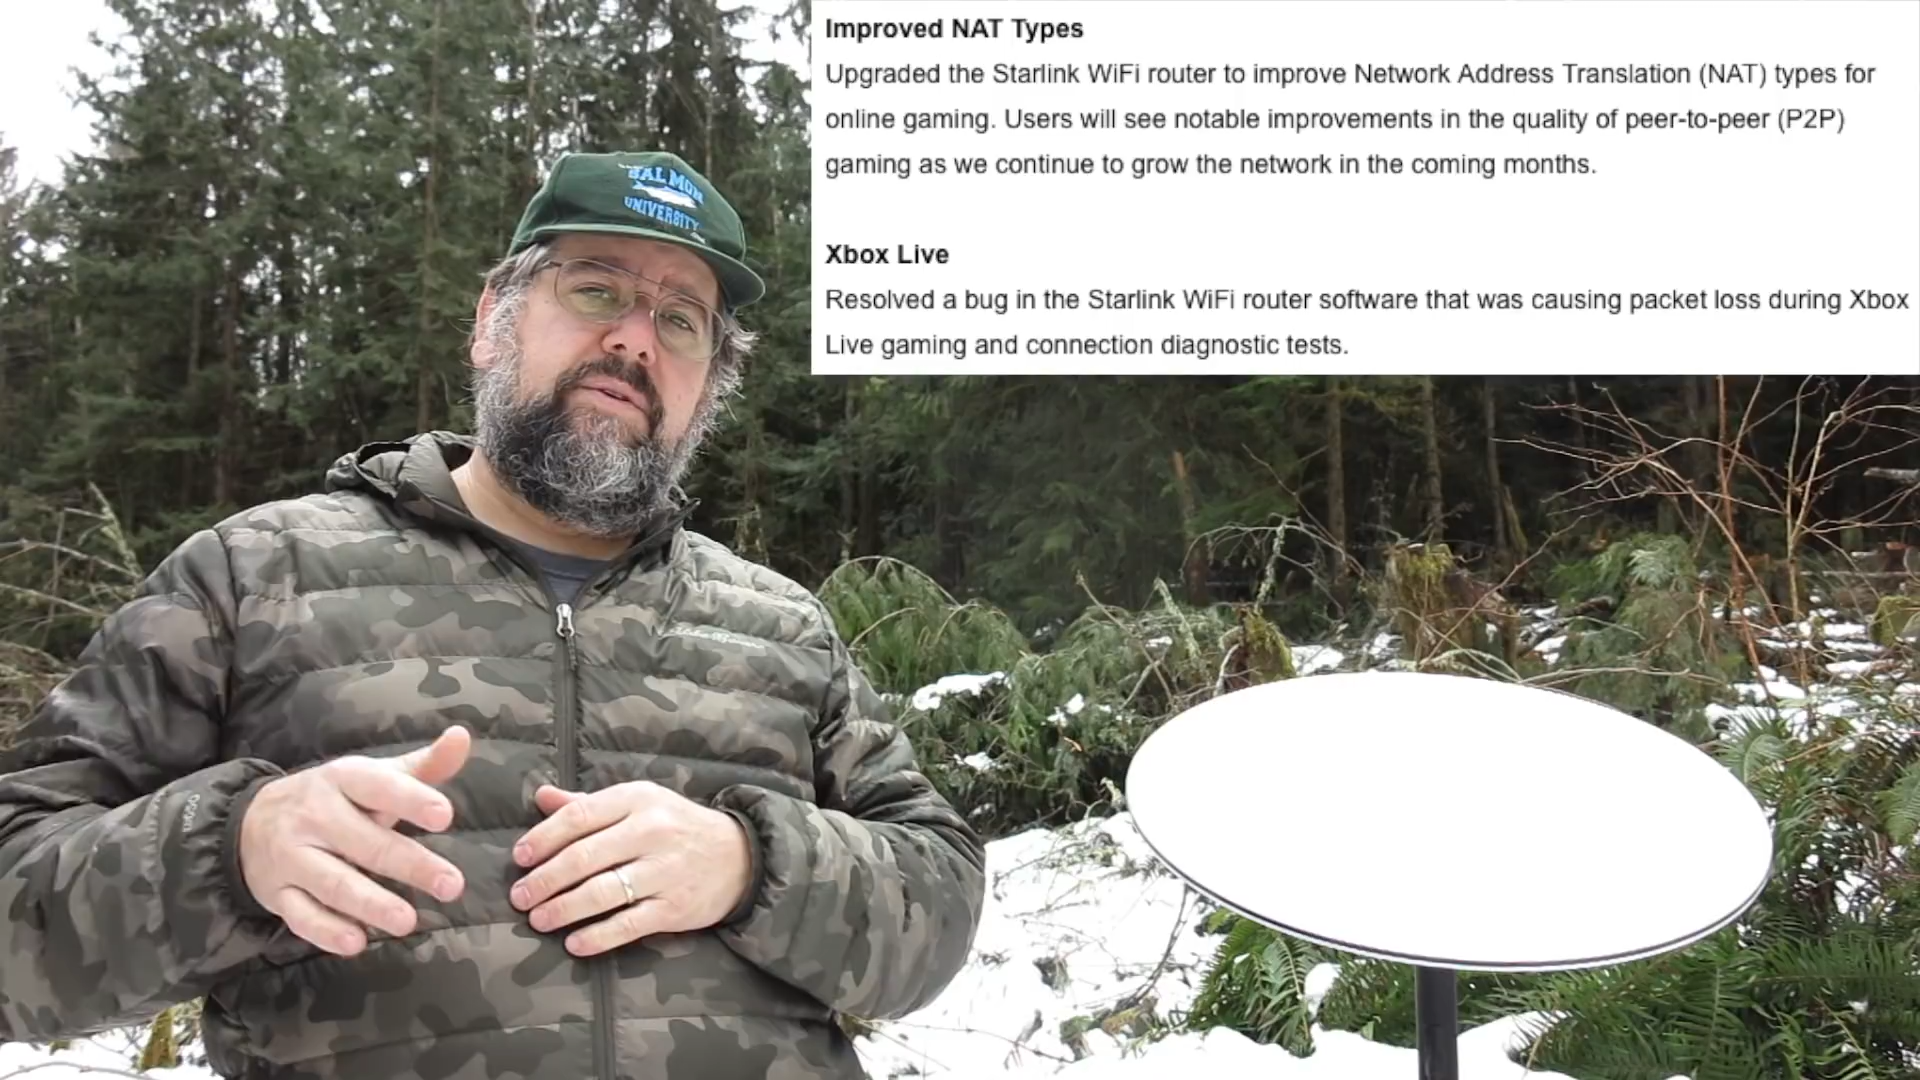 Improved NAT Types
Upgraded the Starlink WiFi router to improve Network Address Translation (NAT) types for
online gaming. Users will see notable improvements in the quality of peer-to-peer (P2P)
gaming as we continue to grow the network in the coming months.
Xbox Live
Resolved a bug in the Starlink WiFi router software that was causing packet loss during Xbox
Live gaming and connection diagnostic tests.
SALMON
UNIVERSITY
Eddie Bauer